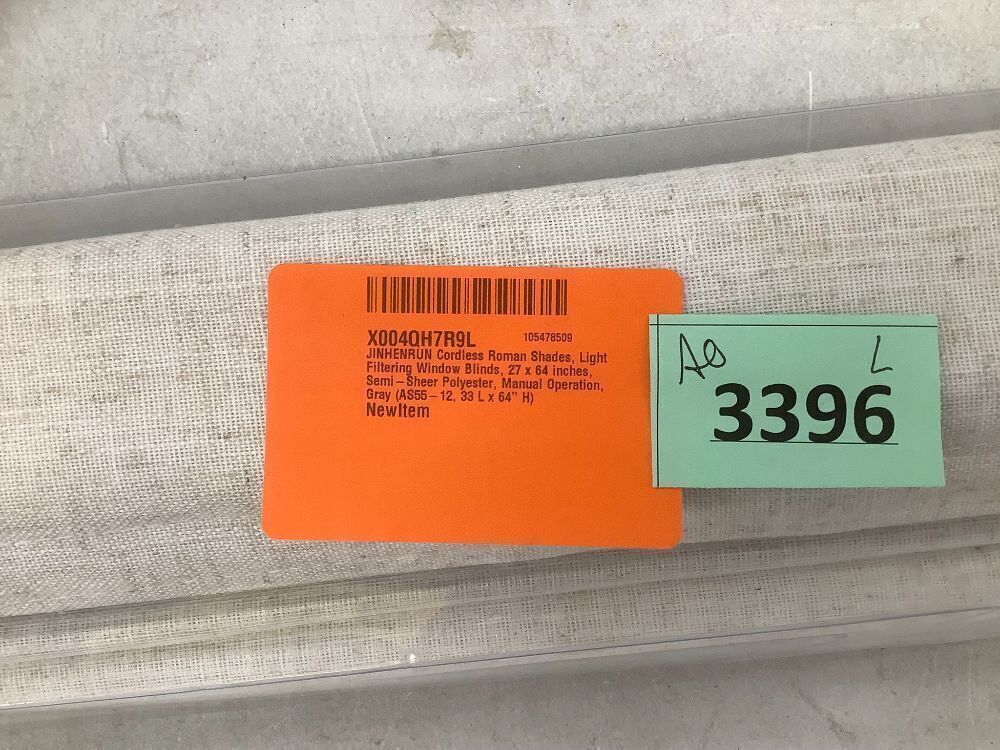 X004QH7R9L 105478509
JINHENRUN Cordless Roman Shades, Light
Filtering Window Blinds, 27 x 64 inches,
Semi-Sheer Polyester, Manual Operation,
Gray (AS55-12, 33 L x 64" H)
NewItem
L
3396